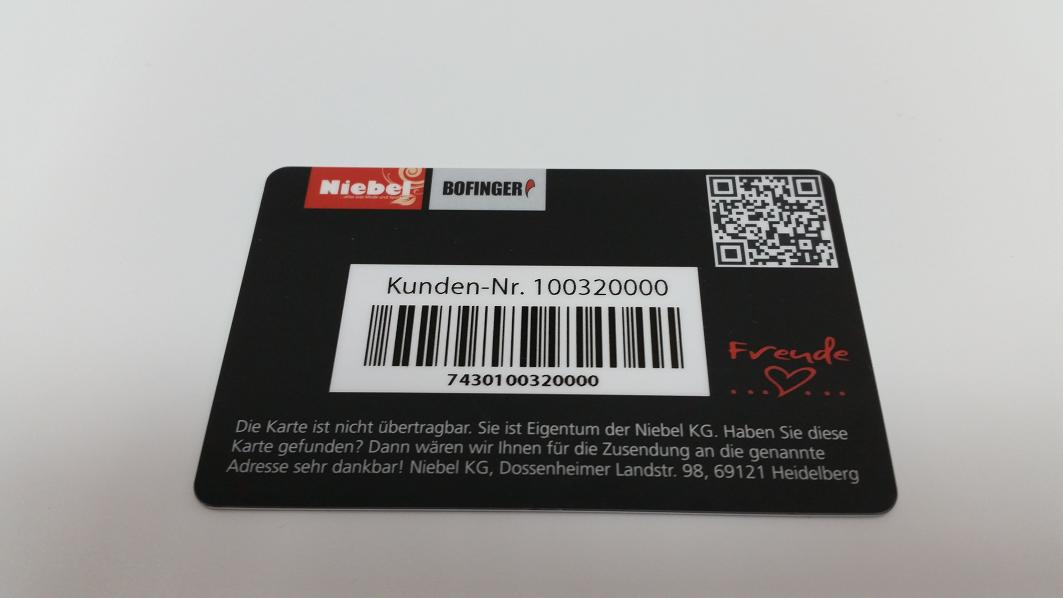 Niebel
BOFINGER
Kunden-Nr. 100320000
7430100320000
Freude
Die Karte ist nicht übertragbar. Sie ist Eigentum der Niebel KG. Haben Sie diese
Karte gefunden? Dann wären wir Ihnen für die Zusendung an die genannte
Adresse sehr dankbar! Niebel KG, Dossenheimer Landstr. 98, 69121 Heidelberg